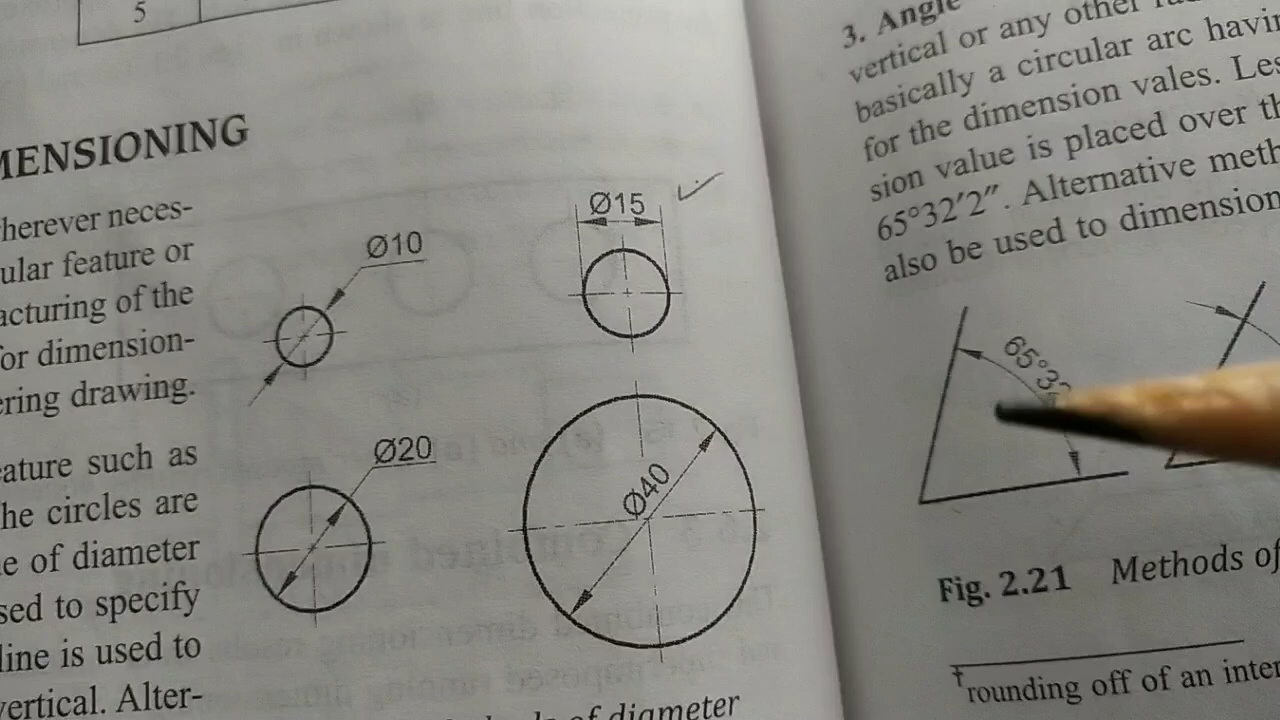 5
MENSIONING
herever neces-
ular feature or
acturing of the
or dimension-
ering drawing.
eature such as
he circles are
e of diameter
sed to specify
line is used to
vertical. Alter-
Ø10
Ø15
Ø20
Ø40
of diameter
3. Angle
vertical or any other
basically a circular arc havin
for the dimension vales. Les
sion value is placed over th
65°32′2″. Alternative meth
also be used to dimension
65°32
Fig. 2.21 Methods of
† rounding off of an inter